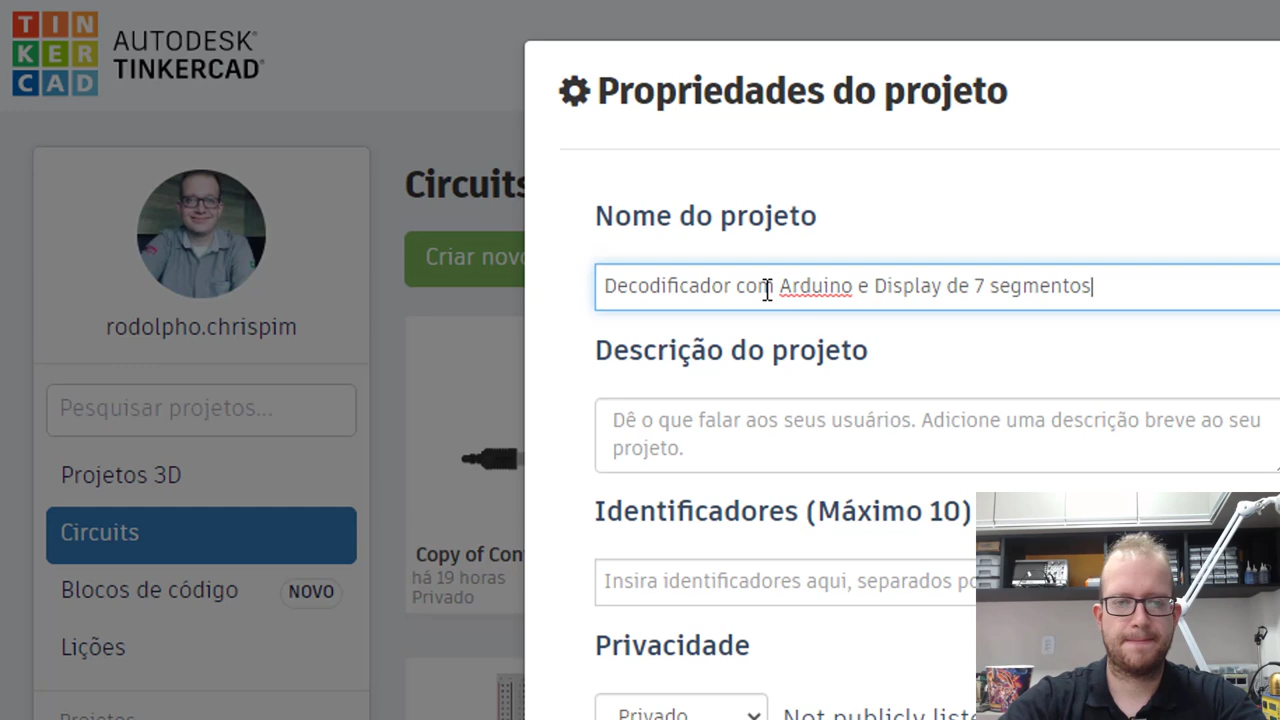 TIN
KER
CAD
AUTODESK®
TINKERCAD®
rodolpho.chrispim
Pesquisar projetos...
Projetos 3D
Circuits
Blocos de código NOVO
Lições
Projetos
Circuits
Criar novo
Copy of Con
há 19 horas
Privado
Propriedades do projeto
Nome do projeto
Decodificador com Arduino e Display de 7 segmentos
Descrição do projeto
Dê o que falar aos seus usuários. Adicione uma descrição breve ao seu
projeto.
Identificadores (Máximo 10)
Insira identificadores aqui, separados po
Privacidade
Privado Not publicly liste